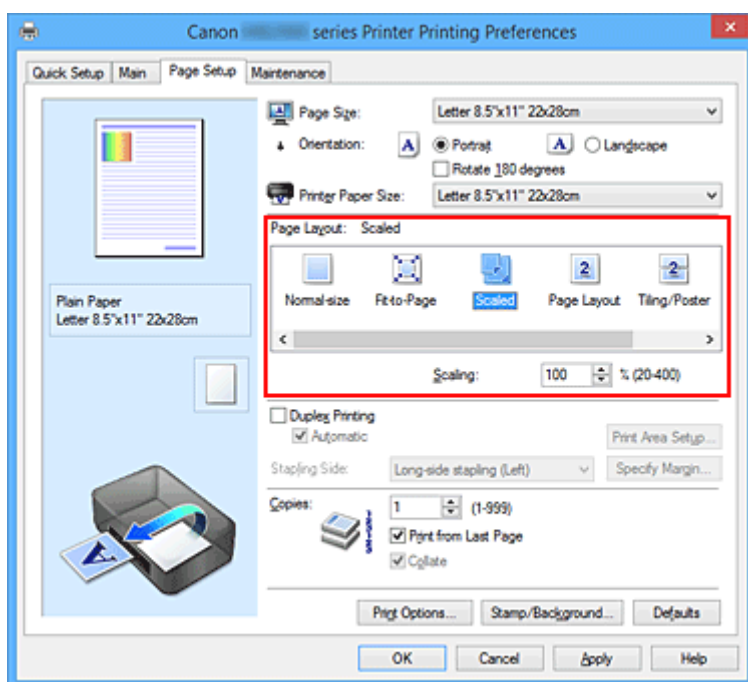 Canon series Printer Printing Preferences
Quick Setup Main Page Setup Maintenance
Page Size: Letter 8.5"x11" 22x28cm
Orientation: A Portrait A Landscape
Rotate 180 degrees
Printer Paper Size: Letter 8.5"x11" 22x28cm
Page Layout: Scaled
2 2
Normal-size Fit-to-Page Scaled Page Layout Tiling/Poster
Plain Paper
Letter 8.5"x11" 22x28cm
Scaling: 100 % (20-400)
Duplex Printing
Automatic Print Area Setup...
Stapling Side: Long-side stapling (Left) Specify Margin...
Copies: 1 (1-999)
Print from Last Page
Collate
A
Print Options... Stamp/Background... Defaults
OK Cancel Apply Help